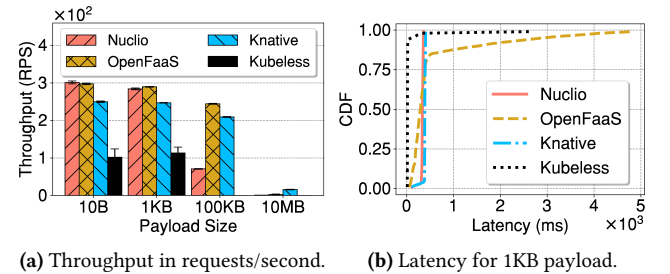 ×10²
Throughput (RPS)
4
3
2
1
0
Nuclio
OpenFaaS
Knative
Kubeless
10B
1KB
100KB
10MB
Payload Size
(a) Throughput in requests/second.
CDF
1.00
0.75
0.50
0.25
0.00
Nuclio
OpenFaaS
Knative
Kubeless
0
1
2
3
4
5
×10³
Latency (ms)
(b) Latency for 1KB payload.